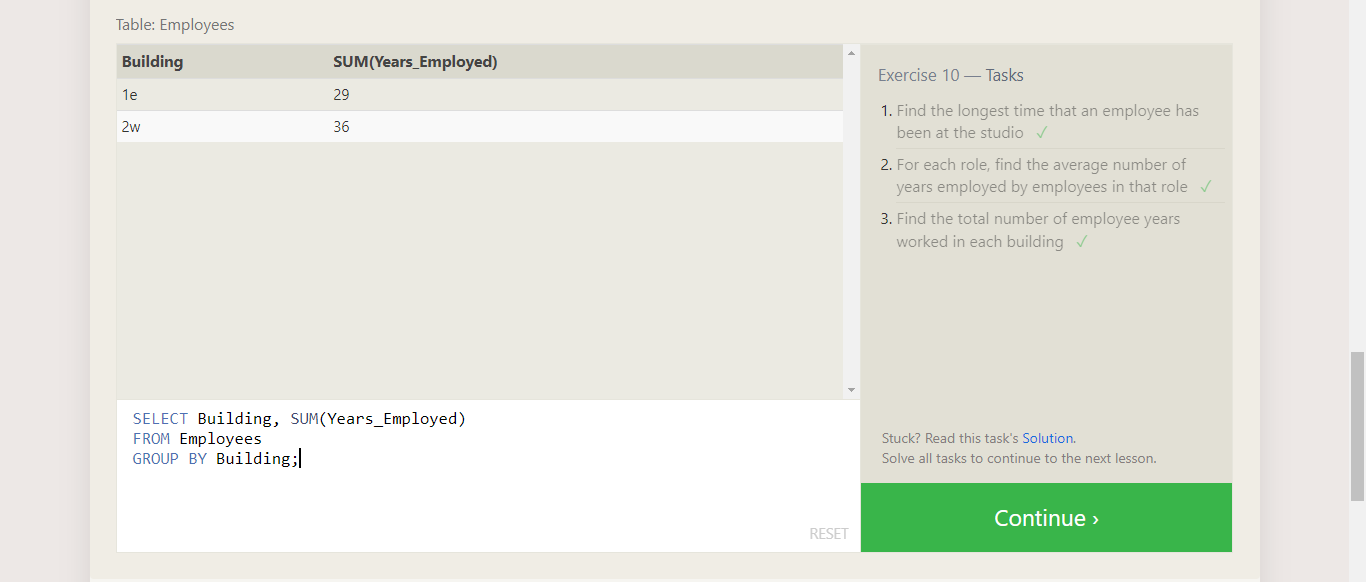 Table: Employees
Building SUM(Years_Employed)
1e 29
2w 36
SELECT Building, SUM(Years_Employed)
FROM Employees
GROUP BY Building;
RESET
Exercise 10 — Tasks
1. Find the longest time that an employee has
been at the studio ✓
2. For each role, find the average number of
years employed by employees in that role ✓
3. Find the total number of employee years
worked in each building ✓
Stuck? Read this task's Solution.
Solve all tasks to continue to the next lesson.
Continue ›